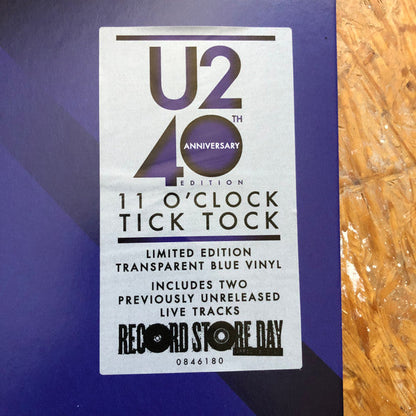 U2
40TH
ANNIVERSARY
EDITION
11 O'CLOCK
TICK TOCK
LIMITED EDITION
TRANSPARENT BLUE VINYL
INCLUDES TWO
PREVIOUSLY UNRELEASED
LIVE TRACKS
RECORD STORE DAY
0846180